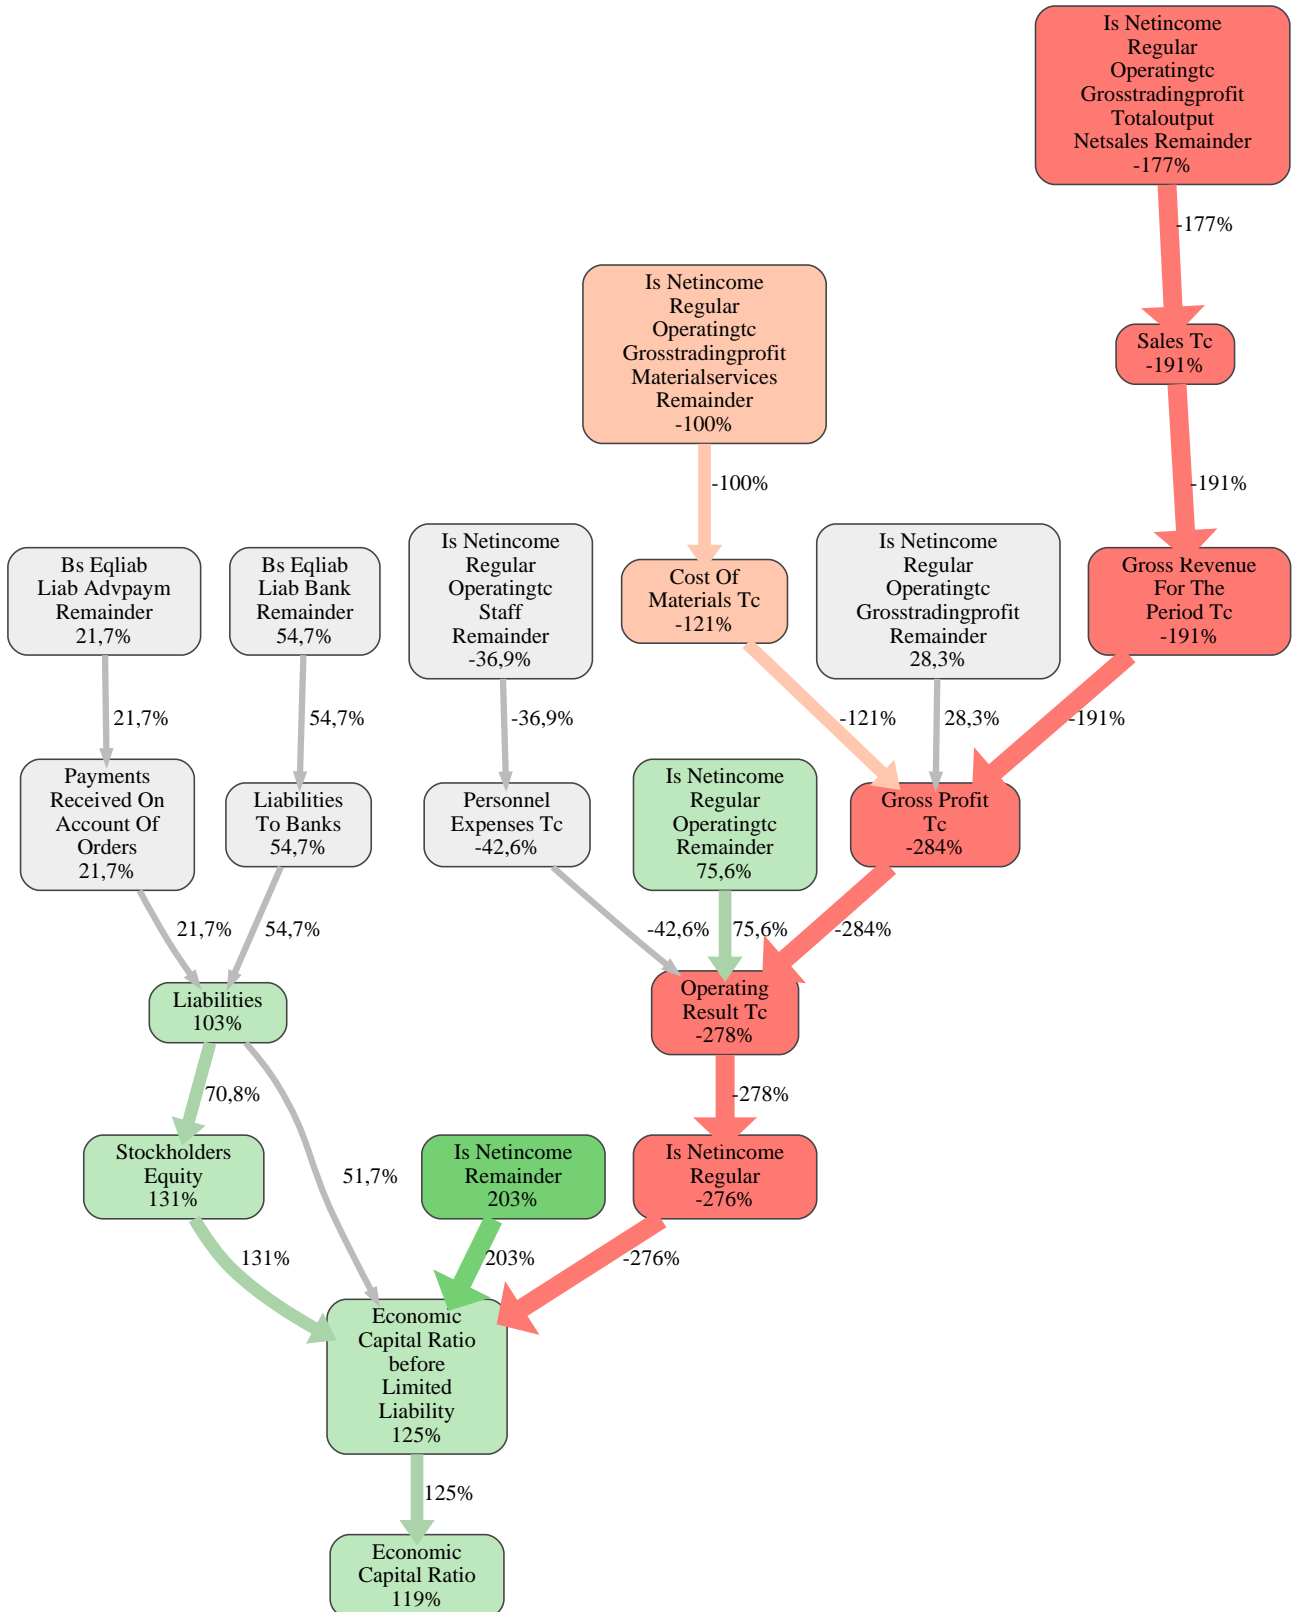 Is Netincome
Regular
Operatingtc
Grosstradingprofit
Totaloutput
Netsales Remainder
-177%
-177%
Is Netincome
Regular
Operatingtc
Grosstradingprofit
Materialservices
Remainder
-100%
Sales Tc
-191%
-100%
-191%
Bs Eqliab
Liab Advpaym
Remainder
21,7%
Bs Eqliab
Liab Bank
Remainder
54,7%
Is Netincome
Regular
Operatingtc
Staff
Remainder
-36,9%
Cost Of
Materials Tc
-121%
Is Netincome
Regular
Operatingtc
Grosstradingprofit
Remainder
28,3%
Gross Revenue
For The
Period Tc
-191%
21,7%
54,7%
-36,9%
-121%
28,3%
-191%
Payments
Received On
Account Of
Orders
21,7%
Liabilities
To Banks
54,7%
Personnel
Expenses Tc
-42,6%
Is Netincome
Regular
Operatingtc
Remainder
75,6%
Gross Profit
Tc
-284%
21,7%
54,7%
-42,6%
75,6%
-284%
Liabilities
103%
Operating
Result Tc
-278%
70,8%
-278%
Stockholders
Equity
131%
51,7%
Is Netincome
Remainder
203%
Is Netincome
Regular
-276%
131%
203%
-276%
Economic
Capital Ratio
before
Limited
Liability
125%
125%
Economic
Capital Ratio
119%